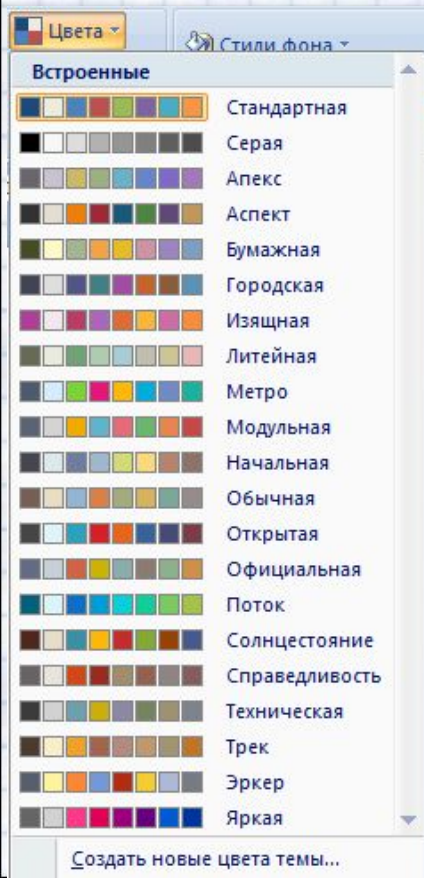 Цвета
Стили фона
Встроенные
Стандартная
Серая
Апекс
Аспект
Бумажная
Городская
Изящная
Литейная
Метро
Модульная
Начальная
Обычная
Открытая
Официальная
Поток
Солнцестояние
Справедливость
Техническая
Трек
Эркер
Яркая
Создать новые цвета темы...